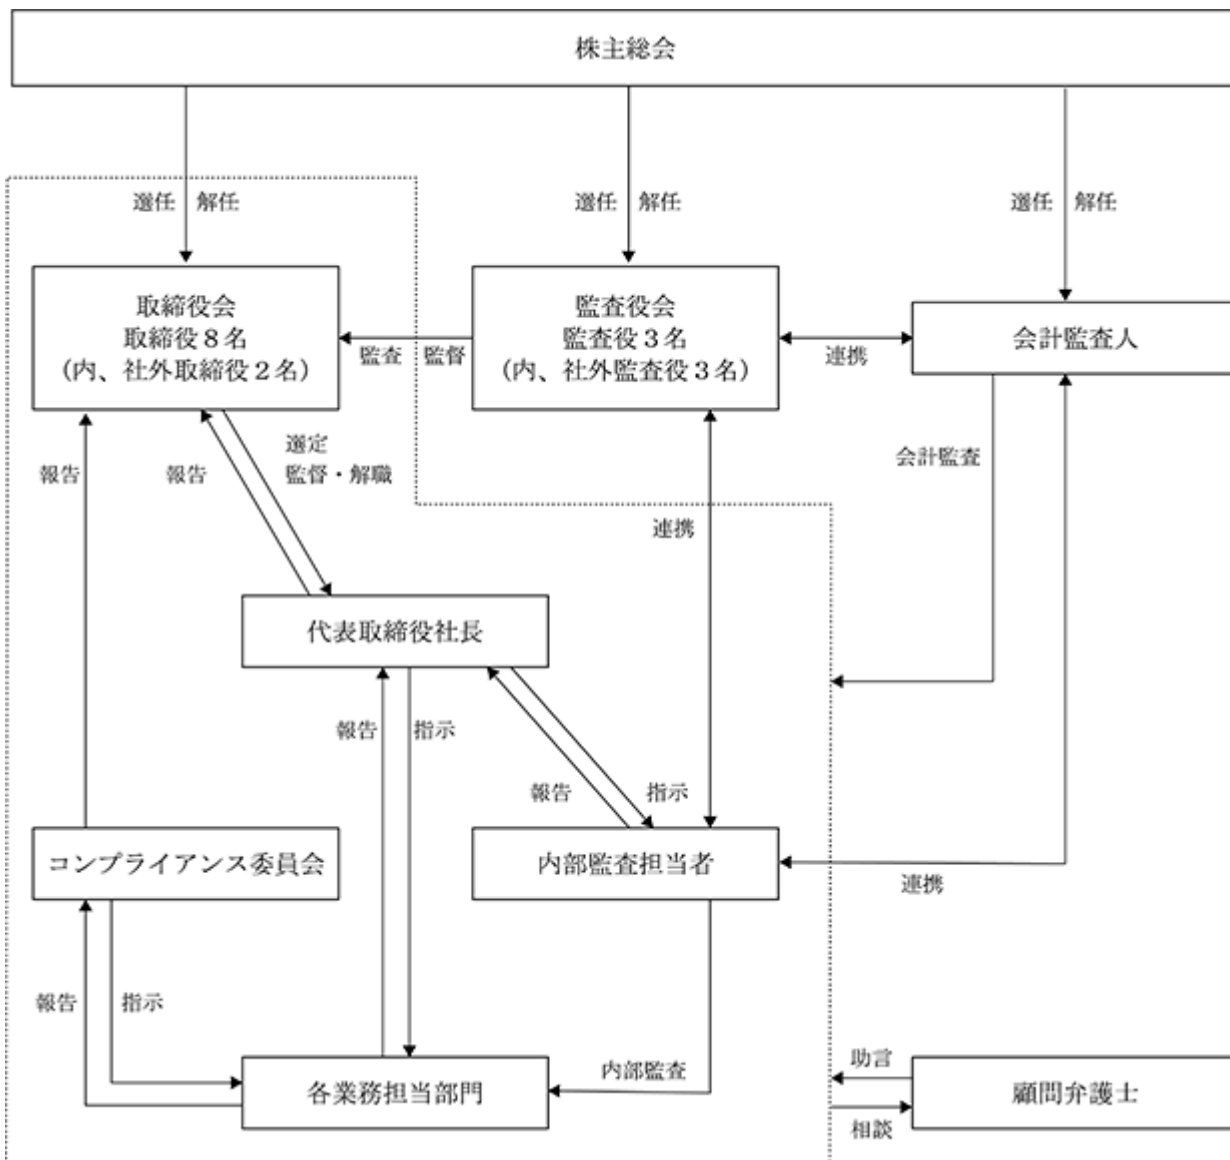 株主総会
選任 解任
選任 解任
選任 解任
取締役会
取締役８名
（内、社外取締役２名）
監査 監督
監査役会
監査役３名
（内、社外監査役３名）
連携
会計監査人
報告
報告
選定
監督・解職
連携
会計監査
代表取締役社長
報告 指示
報告 指示
コンプライアンス委員会
内部監査担当者
連携
報告 指示
内部監査
各業務担当部門
助言
相談
顧問弁護士